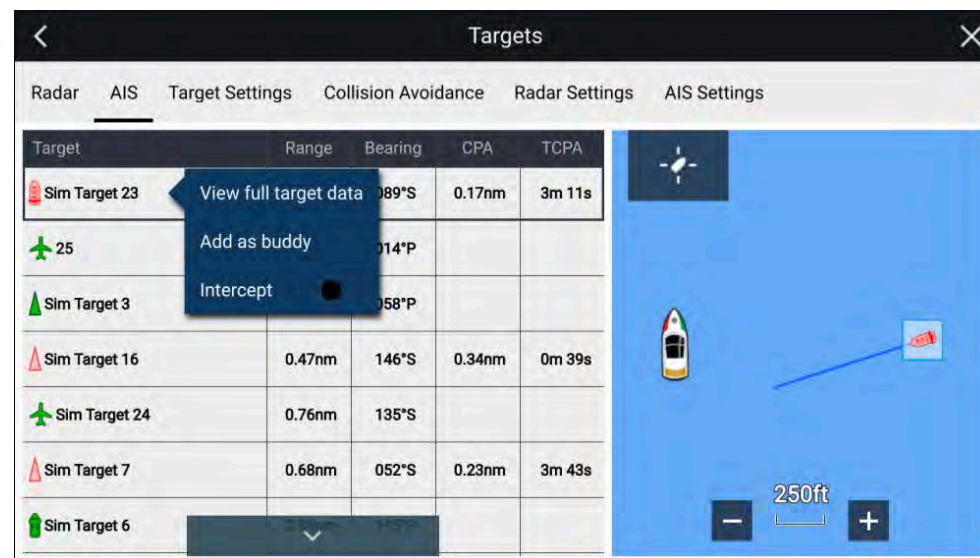 Targets
Radar AIS Target Settings Collision Avoidance Radar Settings AIS Settings
Target Range Bearing CPA TCPA
Sim Target 23 View full target data 089°S 0.17nm 3m 11s
25 Add as buddy 014°P
Sim Target 3 Intercept 058°P
Sim Target 16 0.47nm 146°S 0.34nm 0m 39s
Sim Target 24 0.76nm 135°S
Sim Target 7 0.68nm 052°S 0.23nm 3m 43s
Sim Target 6
250ft